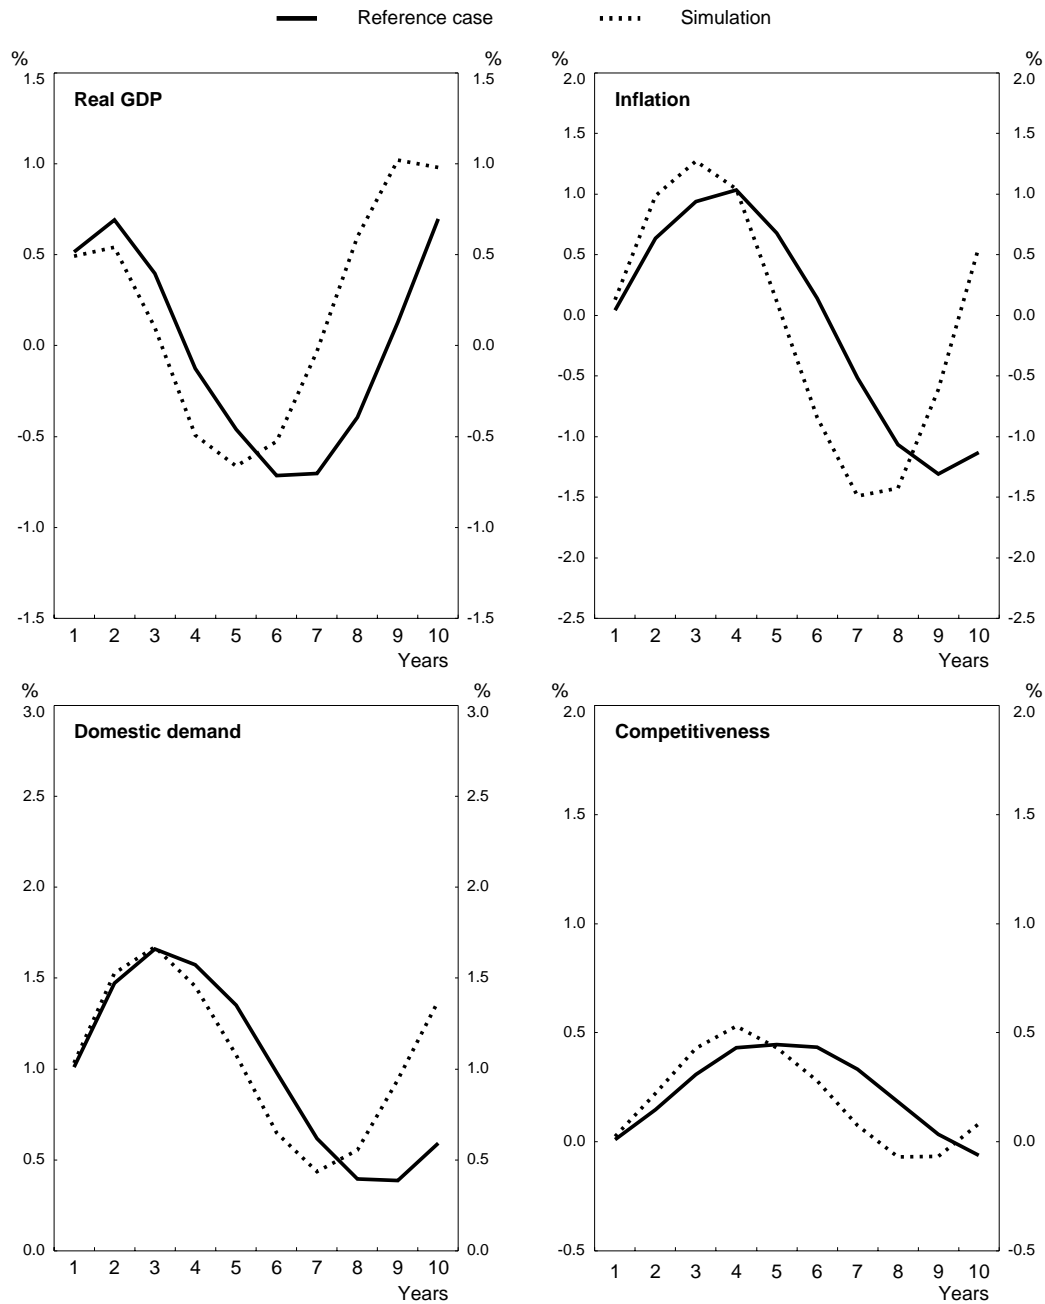 Reference case Simulation
% % % %
1.5 1.5 2.0 2.0
Real GDP Inflation
1.5 1.5
1.0 1.0
1.0 1.0
0.5 0.5 0.5 0.5
0.0 0.0
0.0 0.0
-0.5 -0.5
-0.5 -0.5
-1.0 -1.0
-1.5 -1.5
-1.0 -1.0
-2.0 -2.0
-1.5 -1.5 -2.5 -2.5
1 2 3 4 5 6 7 8 9 10 1 2 3 4 5 6 7 8 9 10
Years Years
% % % %
3.0 3.0 2.0 2.0
Domestic demand Competitiveness
2.5 2.5
1.5 1.5
2.0 2.0
1.0 1.0
1.5 1.5
0.5 0.5
1.0 1.0
0.5 0.5 0.0 0.0
0.0 0.0 -0.5 -0.5
1 2 3 4 5 6 7 8 9 10 1 2 3 4 5 6 7 8 9 10
Years Years